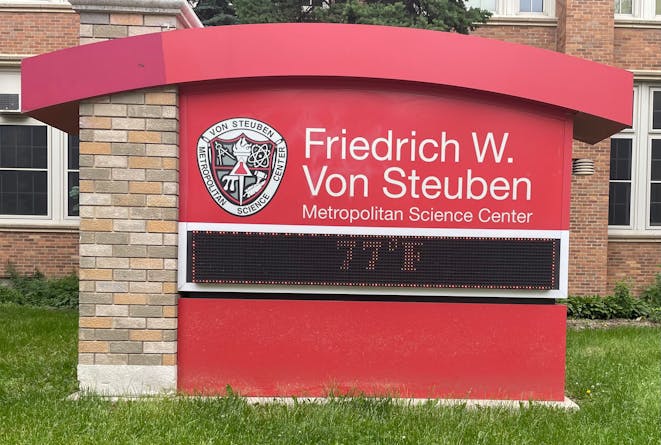 VON STEUBEN
METROPOLITAN SCIENCE CENTER
Friedrich W.
Von Steuben
Metropolitan Science Center
77°F